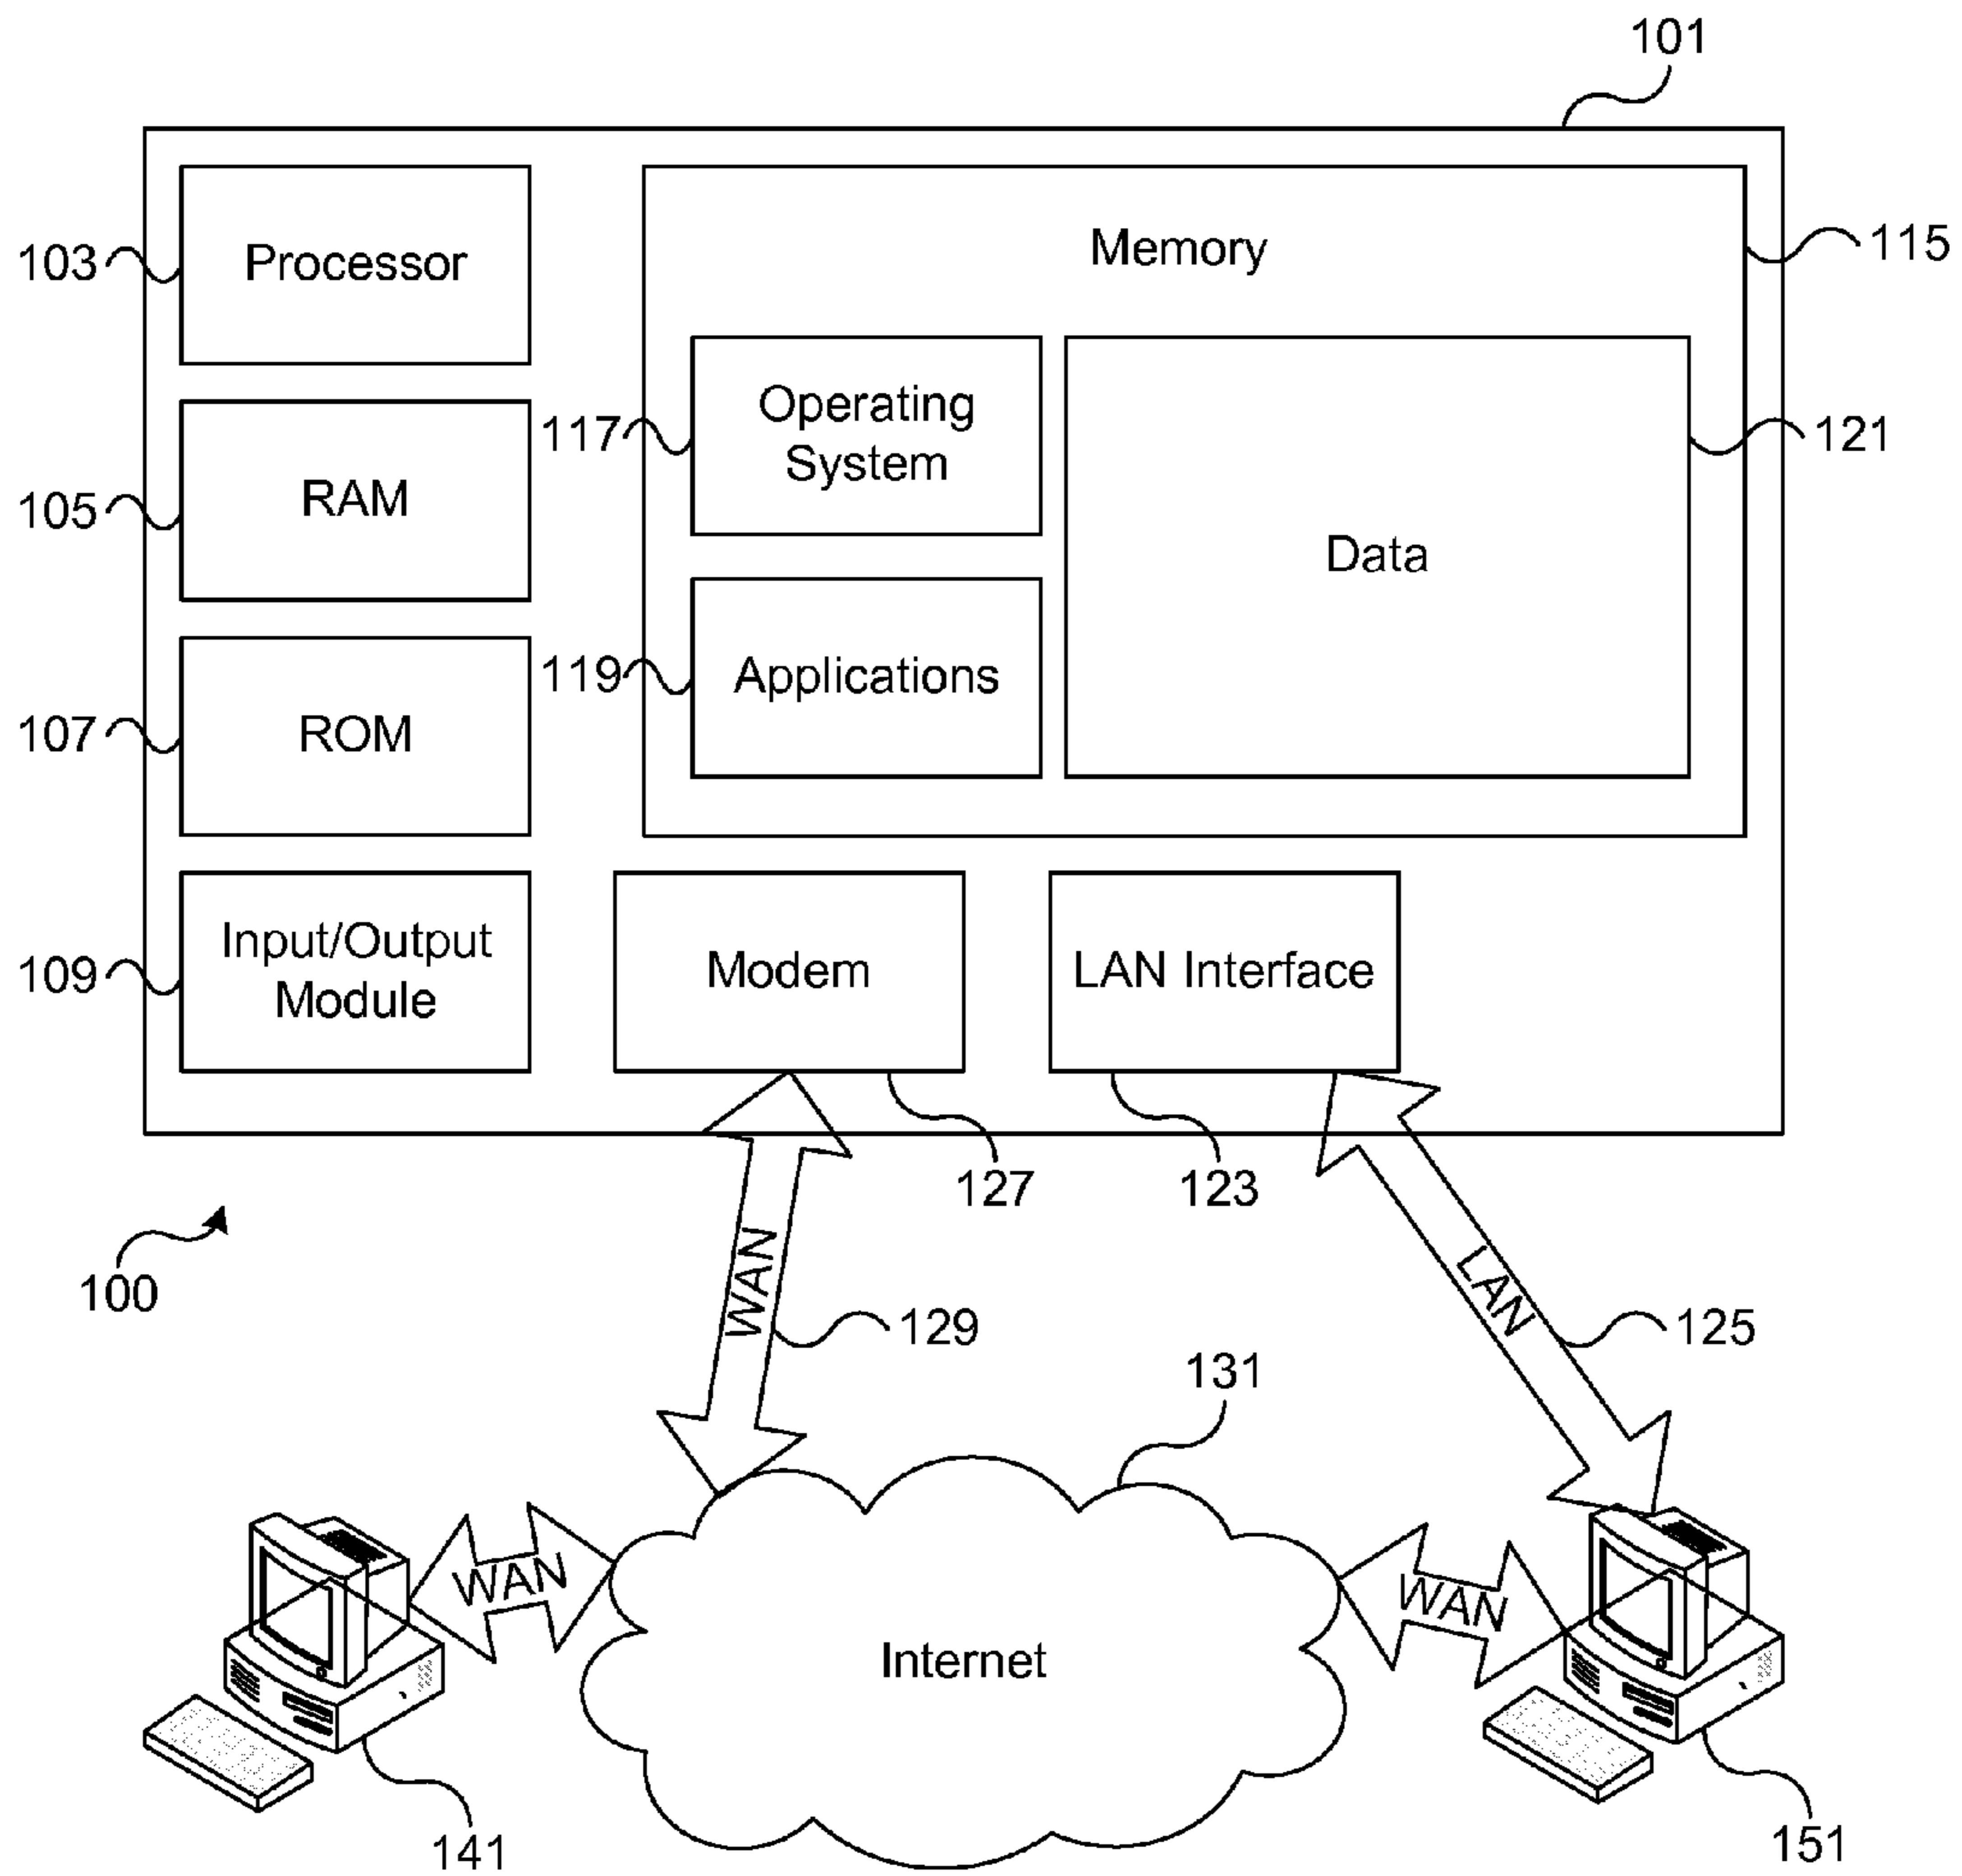 101
Processor
103
Memory
115
Operating
System
117
121
RAM
105
Data
Applications
119
ROM
107
Input/Output
Module
109
Modem
LAN Interface
127
123
100
WAN
129
LAN
125
131
WAN
WAN
Internet
141
151